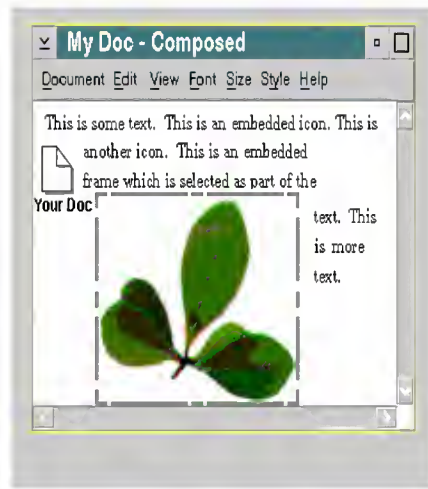 My Doc - Composed
Document Edit View Font Size Style Help
This is some text. This is an embedded icon. This is
another icon. This is an embedded
frame which is selected as part of the
Your Doc
text. This
is more
text.